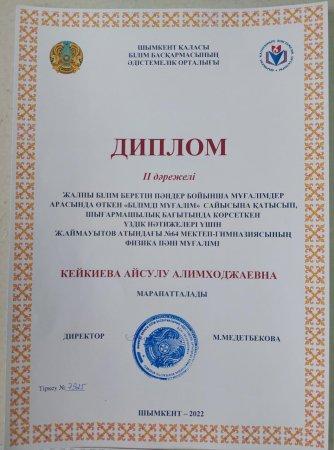 ШЫМКЕНТ ҚАЛАСЫ
БІЛІМ БАСҚАРМАСЫНЫҢ
ӘДІСТЕМЕЛІК ОРТАЛЫҒЫ
ДИПЛОМ
II дәрежелі
ЖАЛПЫ БІЛІМ БЕРЕТІН ПӘНДЕР БОЙЫНША МҰҒАЛІМДЕР
АРАСЫНДА ӨТКЕН «БІЛІМДІ МҰҒАЛІМ» САЙЫСЫНА ҚАТЫСЫП,
ШЫҒАРМАШЫЛЫҚ БАҒЫТЫНДА КӨРСЕТКЕН
ҮЗДІК НӘТИЖЕЛЕРІ ҮШІН
Ж.АЙМАУЫТОВ АТЫНДАҒЫ №64 МЕКТЕП-ГИМНАЗИЯСЫНЫҢ
ФИЗИКА ПӘНІ МҰҒАЛІМІ
КЕЙКИЕВА АЙСУЛУ АЛИМХОДЖАЕВНА
МАРАПАТТАЛАДЫ
ДИРЕКТОР
М.МЕДЕТБЕКОВА
Тіркеу №
ШЫМКЕНТ – 2022